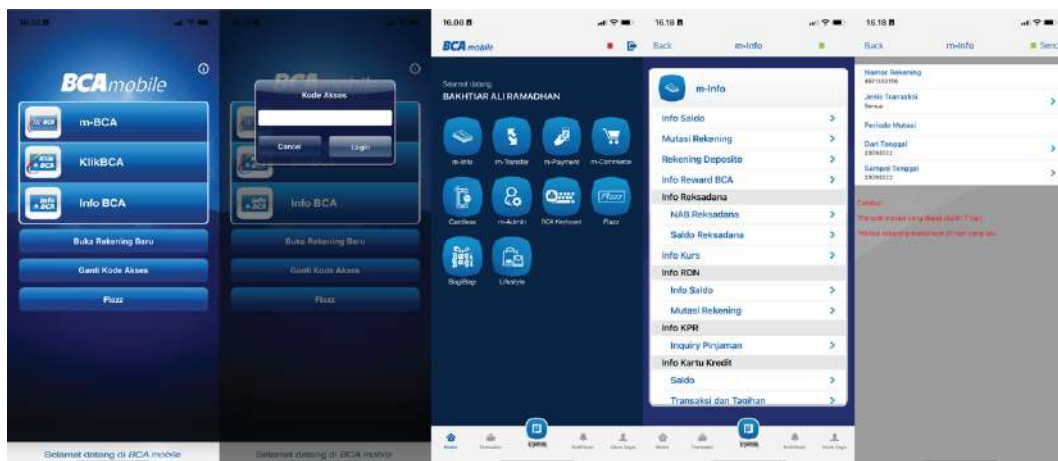 BCA mobile
m-BCA
KlikBCA
Info BCA
Buka Rekening Baru
Ganti Kode Akses
Flazz
Selamat datang di BCA mobile
Kode Akses
Cancel
Login
Info BCA
Buka Rekening Baru
Ganti Kode Akses
Flazz
Selamat datang di BCA mobile
16.08
BCA mobile
Selamat datang
BAKHTIAR ALI RAMADHAN
m-Info
m-Transfer
m-Payment
m-Commerce
Cardless
m-Admin
BCA Keyboard
Flazz
BagiBagi
Lifestyle
16.18
Back
m-Info
m-Info
Info Saldo
Mutasi Rekening
Rekening Deposito
Info Reward BCA
Info Reksadana
NAB Reksadana
Saldo Reksadana
Info Kurs
Info RDN
Info Saldo
Mutasi Rekening
Info KPR
Inquiry Pinjaman
Info Kartu Kredit
Saldo
Transaksi dan Tagihan
16.18
Back
m-Info
Send
Nomor Rekening
Jenis Transaksi
Semua
Periode Mutasi
Dari Tanggal
Sampai Tanggal
Catatan: